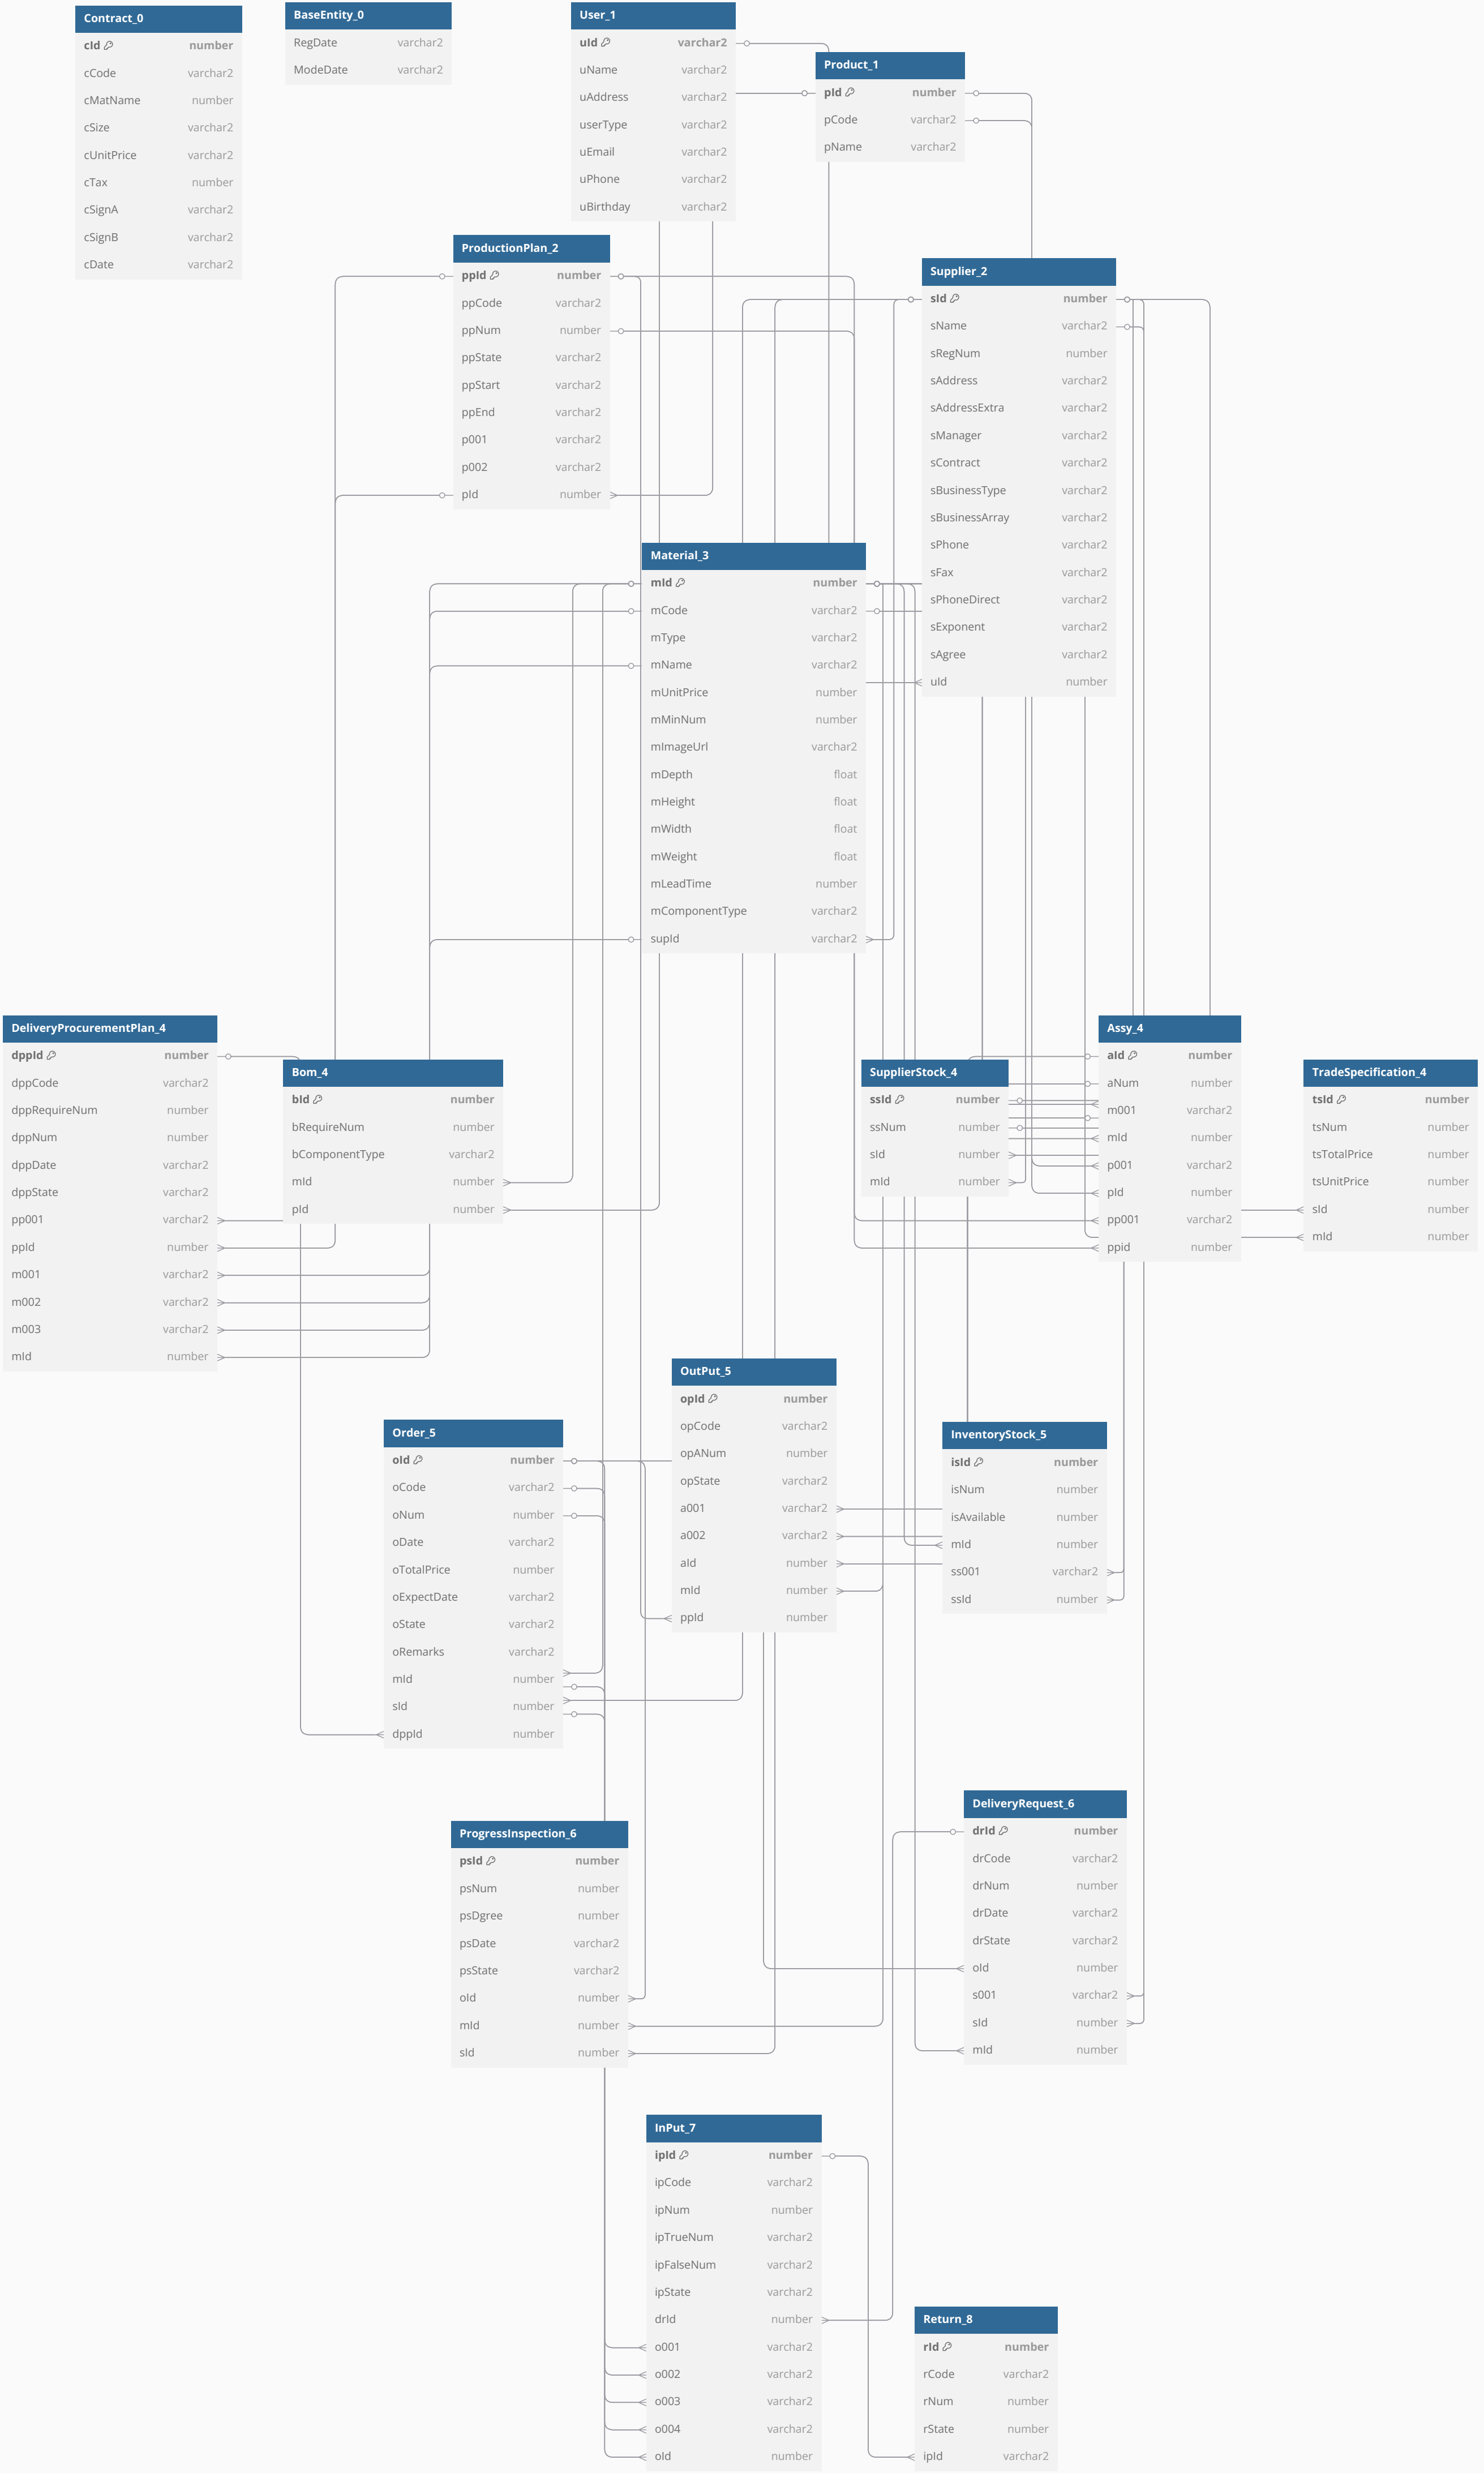 Contract_0
cId number
cCode varchar2
cMatName number
cSize varchar2
cUnitPrice varchar2
cTax number
cSignA varchar2
cSignB varchar2
cDate varchar2
BaseEntity_0
RegDate varchar2
ModeDate varchar2
User_1
uId varchar2
uName varchar2
uAddress varchar2
userType varchar2
uEmail varchar2
uPhone varchar2
uBirthday varchar2
Product_1
pId number
pCode varchar2
pName varchar2
ProductionPlan_2
ppId number
ppCode varchar2
ppNum number
ppState varchar2
ppStart varchar2
ppEnd varchar2
p001 varchar2
p002 varchar2
pId number
Supplier_2
sId number
sName varchar2
sRegNum number
sAddress varchar2
sAddressExtra varchar2
sManager varchar2
sContract varchar2
sBusinessType varchar2
sBusinessArray varchar2
sPhone varchar2
sFax varchar2
sPhoneDirect varchar2
sExponent varchar2
sAgree varchar2
uId number
Material_3
mId number
mCode varchar2
mType varchar2
mName varchar2
mUnitPrice number
mMinNum number
mImageUrl varchar2
mDepth float
mHeight float
mWidth float
mWeight float
mLeadTime number
mComponentType varchar2
supId varchar2
DeliveryProcurementPlan_4
dppId number
dppCode varchar2
dppRequireNum number
dppNum number
dppDate varchar2
dppState varchar2
pp001 varchar2
ppId number
m001 varchar2
m002 varchar2
m003 varchar2
mId number
Bom_4
bId number
bRequireNum number
bComponentType varchar2
mId number
pId number
SupplierStock_4
ssId number
ssNum number
sId number
mId number
Assy_4
aId number
aNum number
m001 varchar2
mId number
p001 varchar2
pId number
pp001 varchar2
ppid number
TradeSpecification_4
tsId number
tsNum number
tsTotalPrice number
tsUnitPrice number
sId number
mId number
OutPut_5
opId number
opCode varchar2
opANum number
opState varchar2
a001 varchar2
a002 varchar2
aId number
mId number
ppId number
Order_5
oId number
oCode varchar2
oNum number
oDate varchar2
oTotalPrice number
oExpectDate varchar2
oState varchar2
oRemarks varchar2
mId number
sId number
dppId number
InventoryStock_5
isId number
isNum number
isAvailable number
mId number
ss001 varchar2
ssId number
ProgressInspection_6
psId number
psNum number
psDgree number
psDate varchar2
psState varchar2
oId number
mId number
sId number
DeliveryRequest_6
drId number
drCode varchar2
drNum number
drDate varchar2
drState varchar2
oId number
s001 varchar2
sId number
mId number
InPut_7
ipId number
ipCode varchar2
ipNum number
ipTrueNum varchar2
ipFalseNum varchar2
ipState varchar2
drId number
o001 varchar2
o002 varchar2
o003 varchar2
o004 varchar2
oId number
Return_8
rId number
rCode varchar2
rNum number
rState number
ipId varchar2